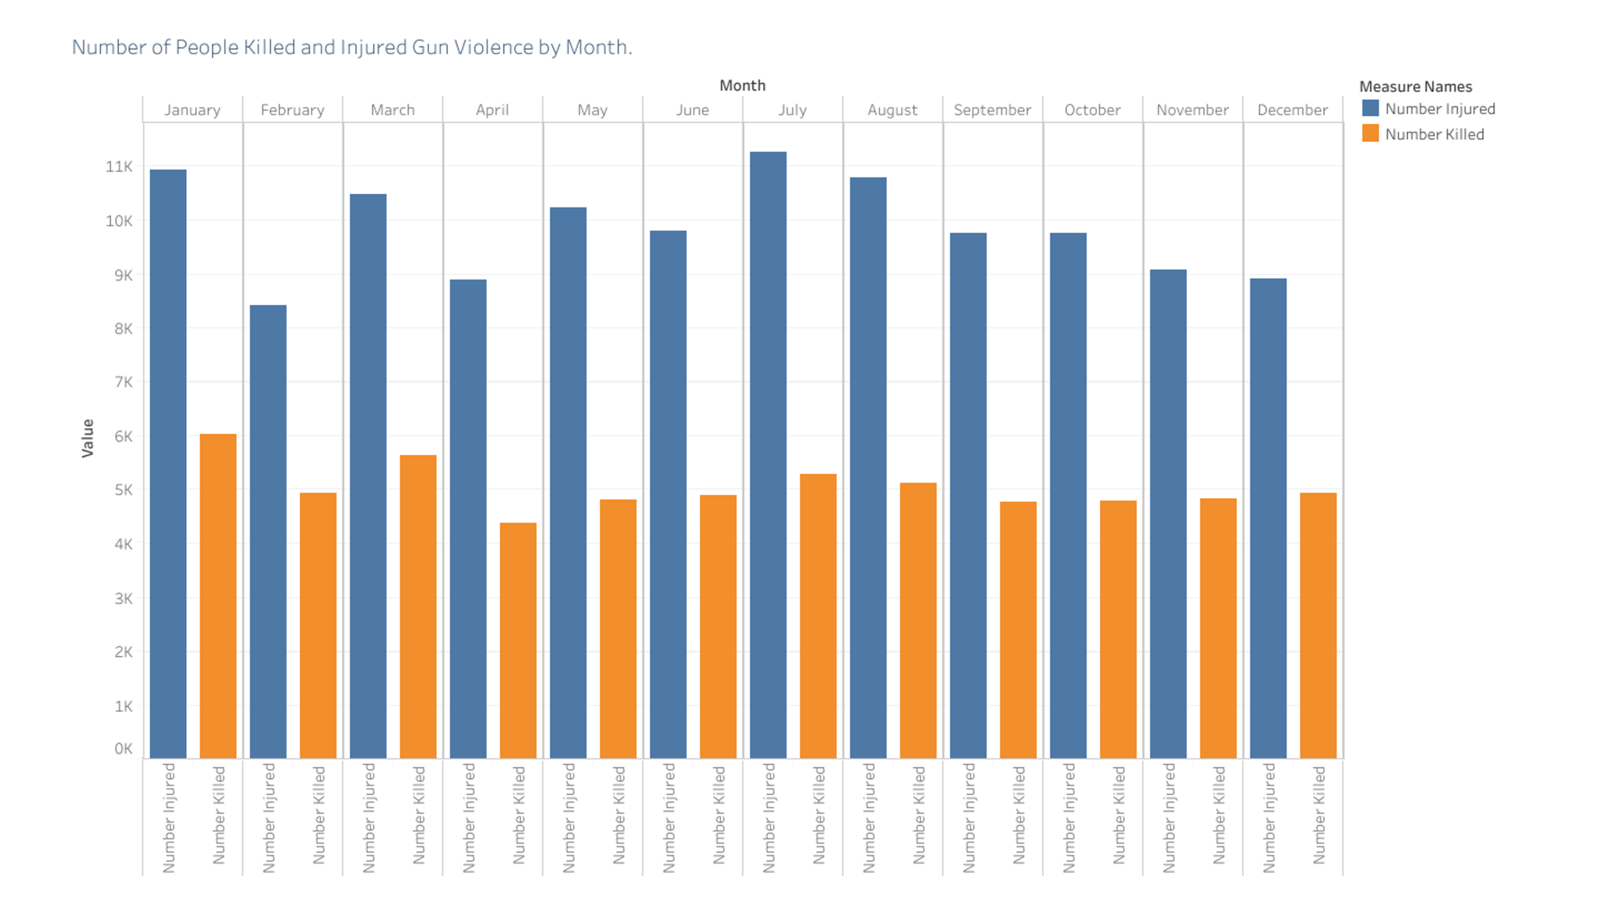 Number of People Killed and Injured Gun Violence by Month.
Month
January February March April May June July August September October November December
Measure Names
Number Injured
Number Killed
Value
11K
10K
9K
8K
7K
6K
5K
4K
3K
2K
1K
0K
Number Injured
Number Killed
Number Injured
Number Killed
Number Injured
Number Killed
Number Injured
Number Killed
Number Injured
Number Killed
Number Injured
Number Killed
Number Injured
Number Killed
Number Injured
Number Killed
Number Injured
Number Killed
Number Injured
Number Killed
Number Injured
Number Killed
Number Injured
Number Killed